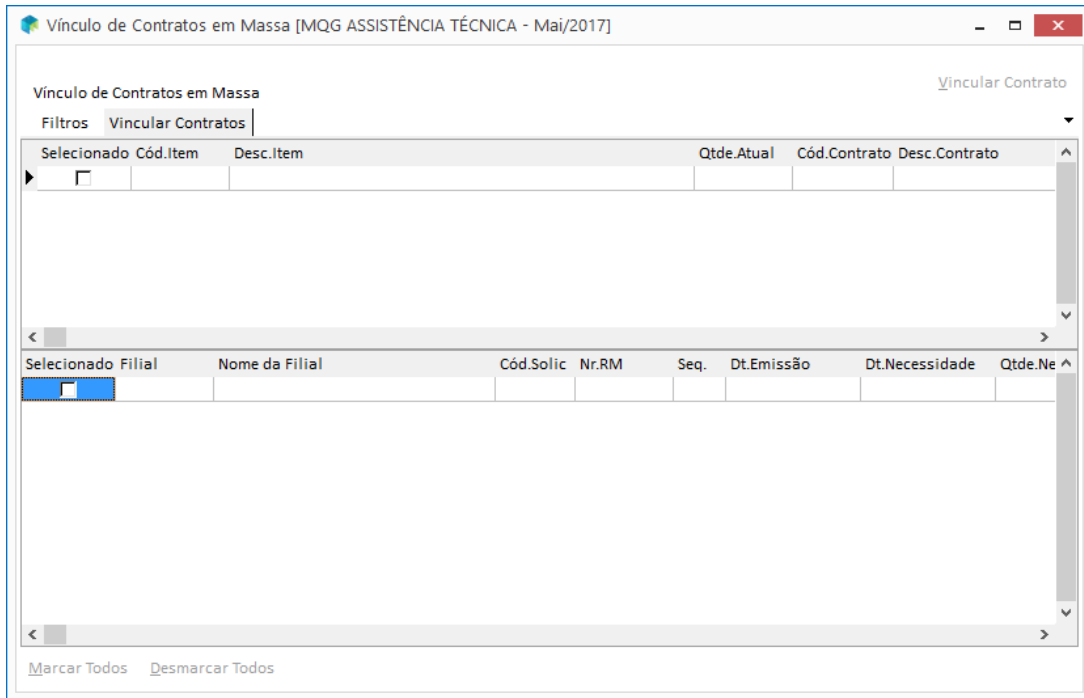 Vínculo de Contratos em Massa [MQG ASSISTÊNCIA TÉCNICA - Mai/2017]
Vincular Contrato
Vínculo de Contratos em Massa
Filtros Vincular Contratos
Selecionado Cód.Item Desc.Item Qtde.Atual Cód.Contrato Desc.Contrato
Selecionado Filial Nome da Filial Cód.Solic Nr.RM Seq. Dt.Emissão Dt.Necessidade Qtde.Ne
Marcar Todos Desmarcar Todos